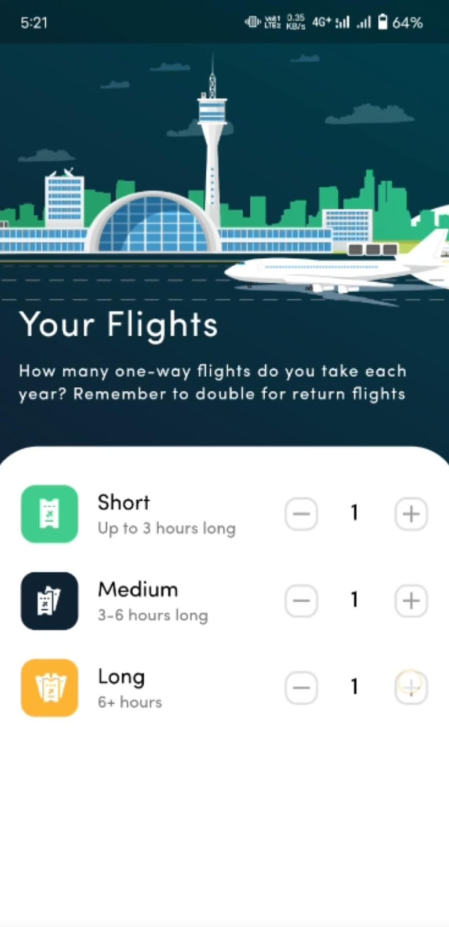 5:21
VoWi LTE2 0.35 KB/s 4G+ 64%
Your Flights
How many one-way flights do you take each
year? Remember to double for return flights
Short
Up to 3 hours long
1
Medium
3-6 hours long
1
Long
6+ hours
1